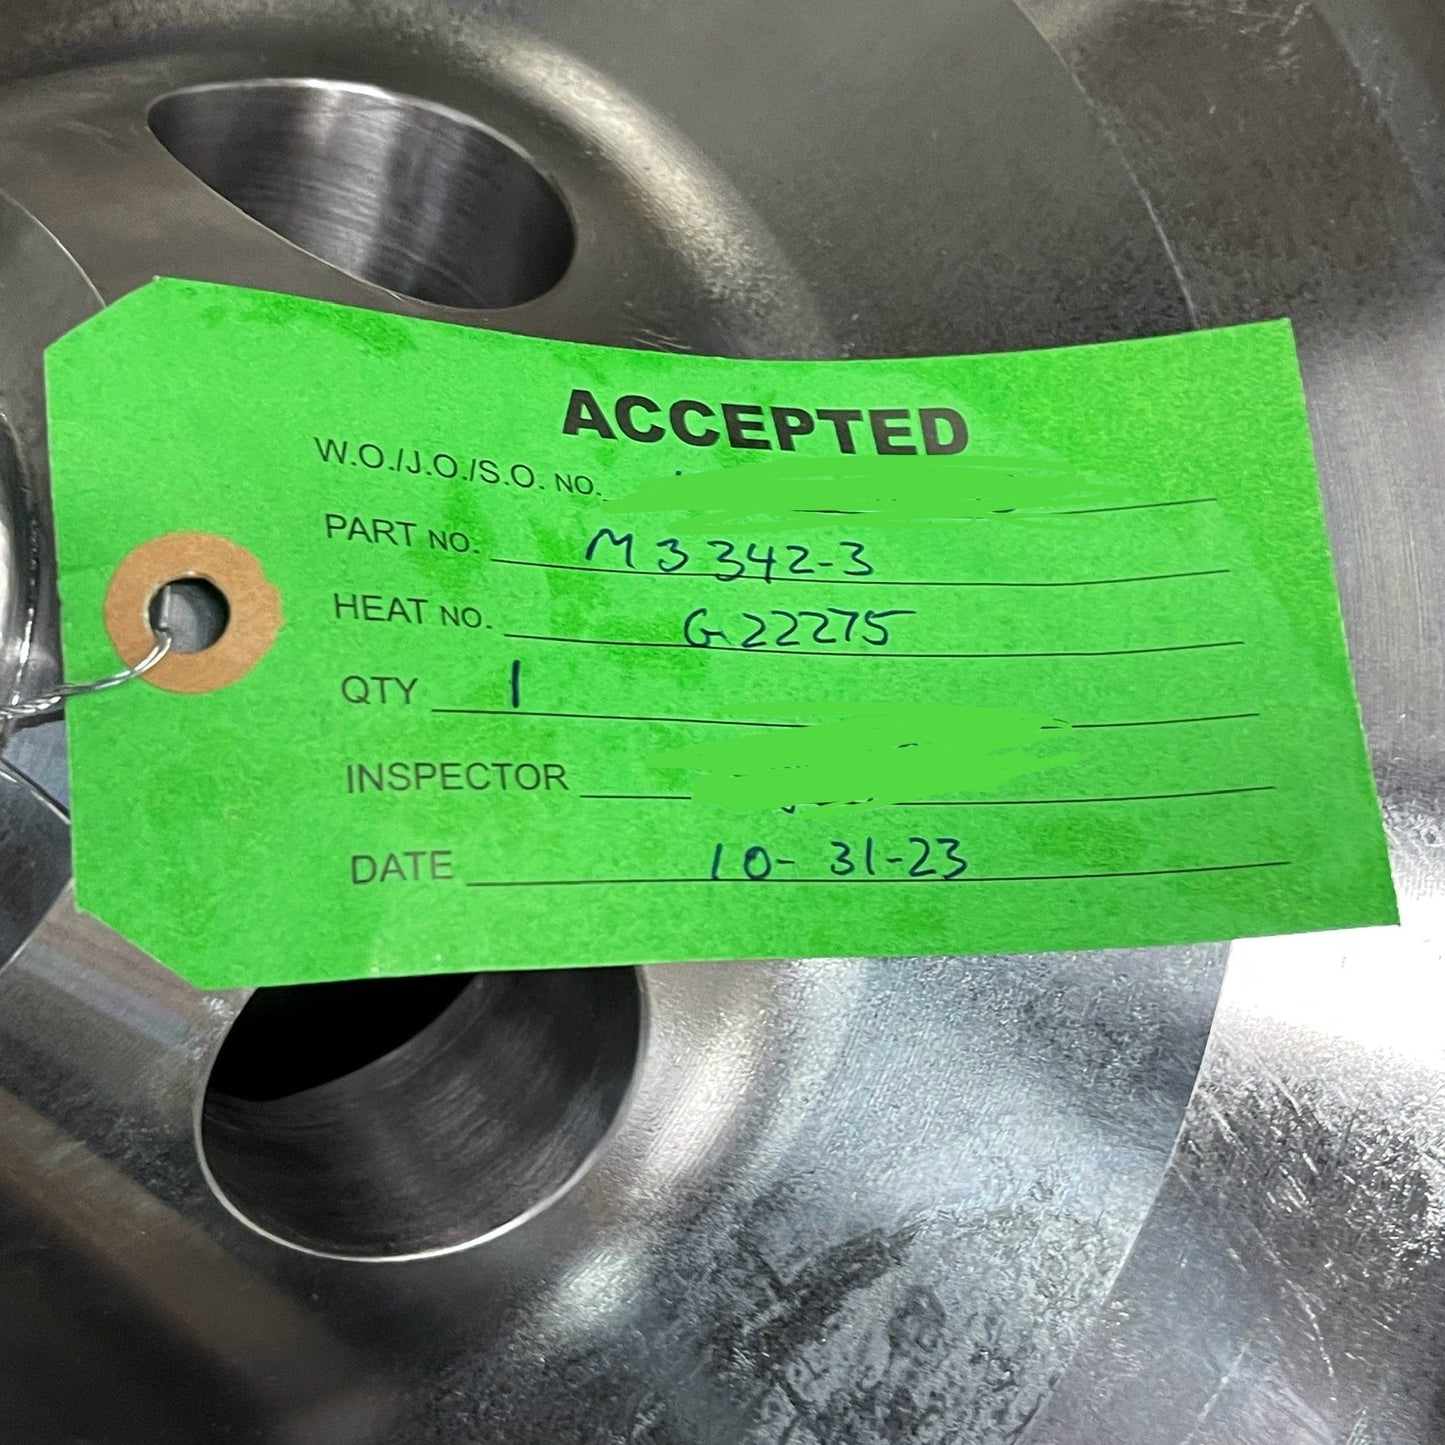 ACCEPTED
W.O./J.O./S.O. NO.
PART NO. M3342-3
HEAT NO. G22275
QTY 1
INSPECTOR
DATE 10-31-23